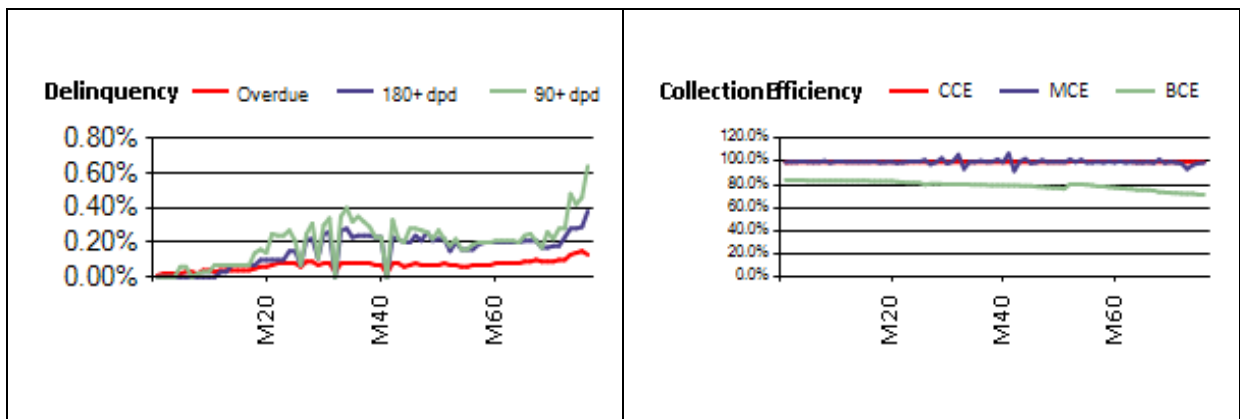 Delinquency Overdue 180+ dpd 90+ dpd
0.80%
0.60%
0.40%
0.20%
0.00%
M20
M40
M60
Collection Efficiency CCE MCE BCE
120.0%
100.0%
80.0%
60.0%
40.0%
20.0%
0.0%
M20
M40
M60